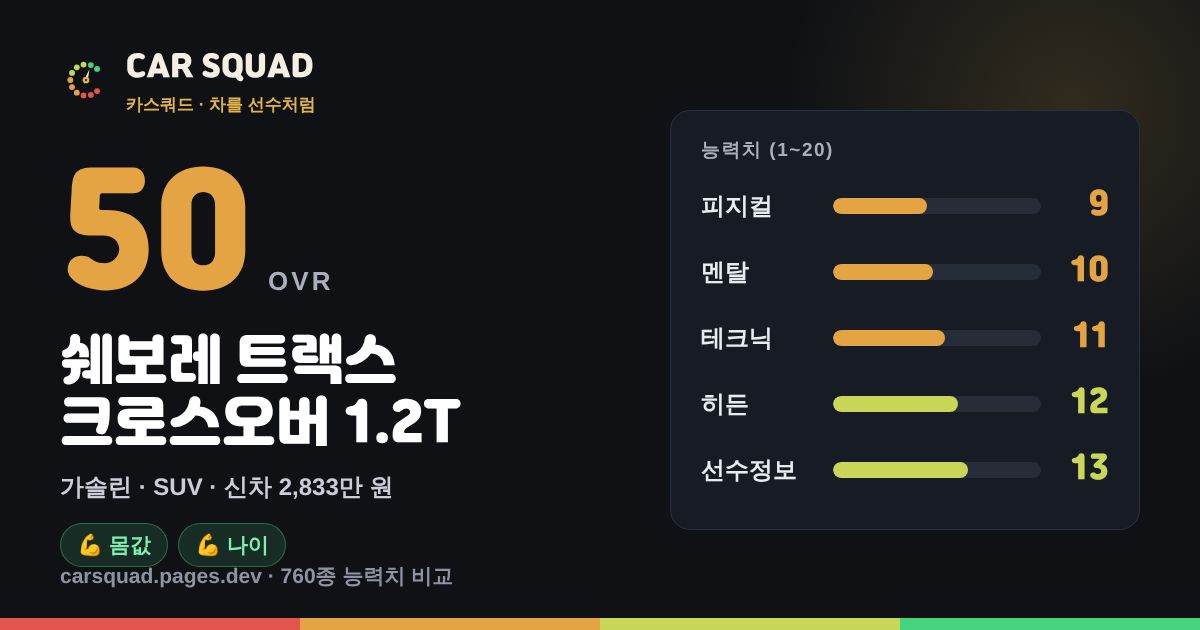 CAR SQUAD
카스쿼드 · 차를 선수처럼
50 OVR
쉐보레 트랙스
크로스오버 1.2T
가솔린 · SUV · 신차 2,833만 원
💪 몸값 💪 나이
carsquad.pages.dev · 760종 능력치 비교
능력치 (1~20)
피지컬 9
멘탈 10
테크닉 11
히든 12
선수정보 13